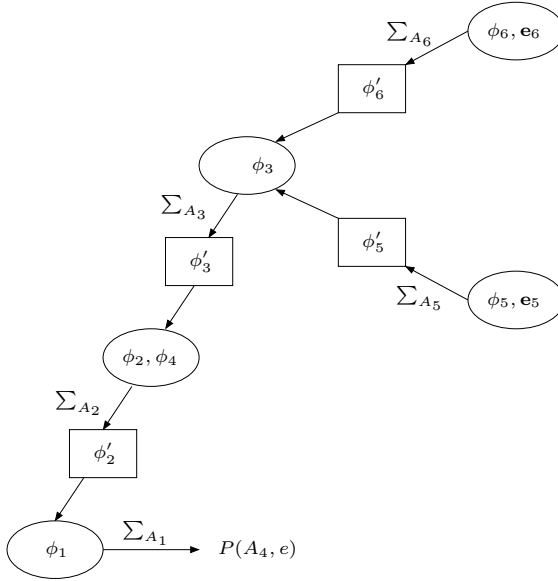 ∑_{A_6}
ϕ_6, e_6
ϕ′_6
ϕ_3
∑_{A_3}
ϕ′_3
ϕ′_5
∑_{A_5}
ϕ_5, e_5
ϕ_2, ϕ_4
∑_{A_2}
ϕ′_2
∑_{A_1}
ϕ_1
P(A_4, e)